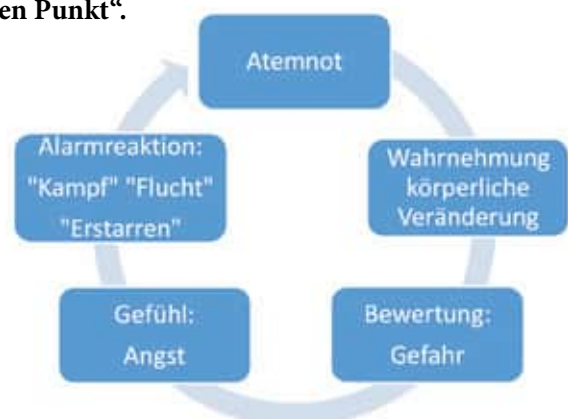 en Punkt“.
Atemnot
Wahrnehmung
körperliche
Veränderung
Bewertung:
Gefahr
Gefühl:
Angst
Alarmreaktion:
"Kampf" "Flucht"
"Erstarren"